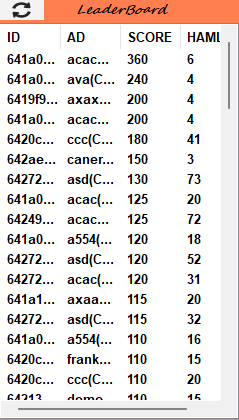 LeaderBoard
ID AD SCORE HAML
641a0... acac... 360 6
641a0... ava(C... 240 4
6419f9... axax... 200 4
641a0... acac... 200 4
6420c... ccc(C... 180 41
642ae... caner... 150 3
64272... asd(C... 130 73
641a0... acac... 125 20
64249... acac... 125 72
641a0... a554(... 120 18
64272... asd(C... 120 52
64272... acac(... 120 31
641a1... axaa... 115 20
64272... asd(C... 115 32
641a0... a554(... 110 16
6420c... frank... 110 15
6420c... ccc(C... 110 20
64213... demo... 110 15